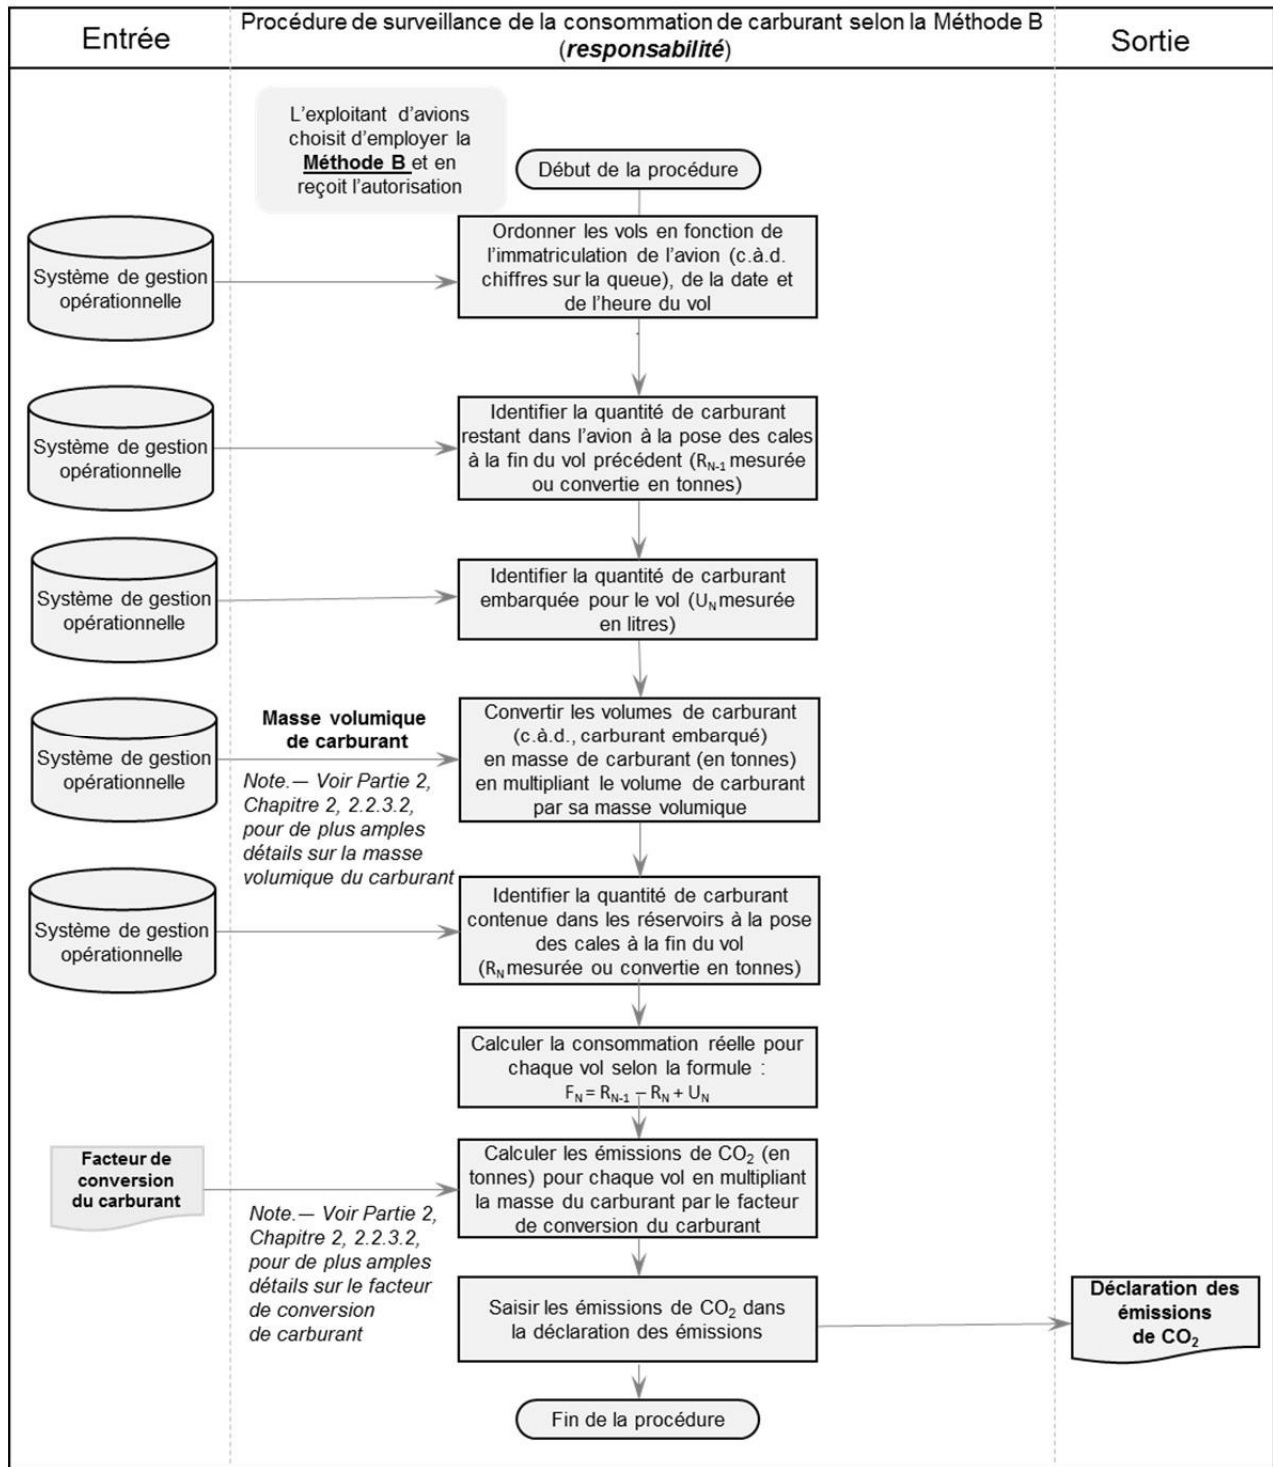 Entrée
Procédure de surveillance de la consommation de carburant selon la Méthode B
(responsabilité)
Sortie
L'exploitant d'avions
choisit d'employer la
Méthode B et en
reçoit l'autorisation
Début de la procédure
Système de gestion
opérationnelle
Ordonner les vols en fonction de
l'immatriculation de l'avion (c.à.d.
chiffres sur la queue), de la date et
de l'heure du vol
Système de gestion
opérationnelle
Identifier la quantité de carburant
restant dans l'avion à la pose des cales
à la fin du vol précédent (R_N-1 mesurée
ou convertie en tonnes)
Système de gestion
opérationnelle
Identifier la quantité de carburant
embarquée pour le vol (U_N mesurée
en litres)
Système de gestion
opérationnelle
Masse volumique
de carburant
Note.— Voir Partie 2,
Chapitre 2, 2.2.3.2,
pour de plus amples
détails sur la masse
volumique du carburant
Convertir les volumes de carburant
(c.à.d., carburant embarqué)
en masse de carburant (en tonnes)
en multipliant le volume de carburant
par sa masse volumique
Système de gestion
opérationnelle
Identifier la quantité de carburant
contenue dans les réservoirs à la pose
des cales à la fin du vol
(R_N mesurée ou convertie en tonnes)
Calculer la consommation réelle pour
chaque vol selon la formule :
F_N = R_N-1 – R_N + U_N
Facteur de
conversion
du carburant
Note.— Voir Partie 2,
Chapitre 2, 2.2.3.2,
pour de plus amples
détails sur le facteur
de conversion
de carburant
Calculer les émissions de CO₂ (en
tonnes) pour chaque vol en multipliant
la masse du carburant par le facteur
de conversion du carburant
Saisir les émissions de CO₂ dans
la déclaration des émissions
Déclaration des
émissions
de CO₂
Fin de la procédure